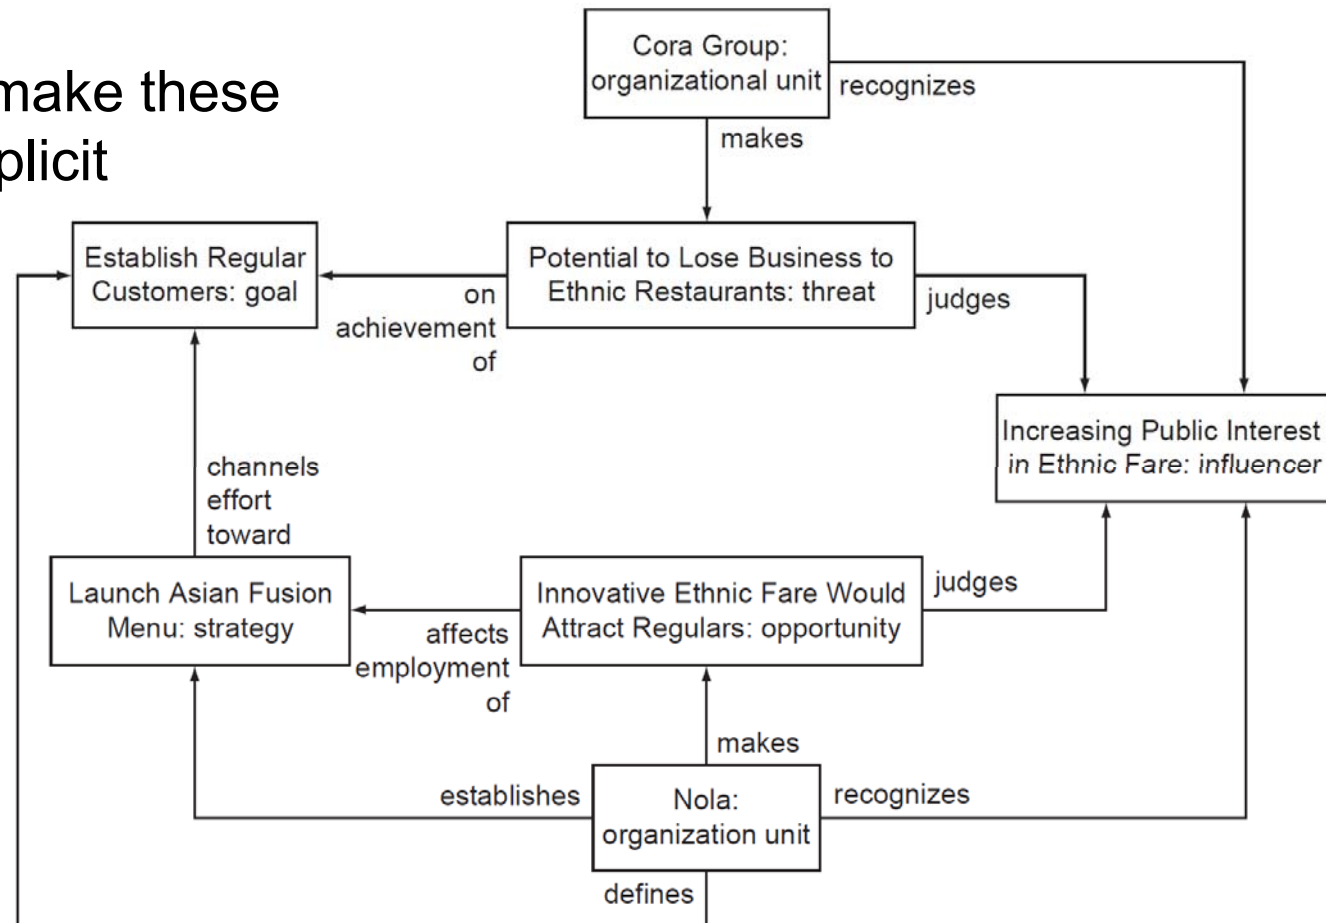 make these
plicit
Cora Group:
organizational unit
recognizes
makes
Establish Regular
Customers: goal
Potential to Lose Business to
Ethnic Restaurants: threat
on
achievement
of
judges
Increasing Public Interest
in Ethnic Fare: influencer
channels
effort
toward
Launch Asian Fusion
Menu: strategy
Innovative Ethnic Fare Would
Attract Regulars: opportunity
judges
affects
employment
of
makes
establishes
Nola:
organization unit
recognizes
defines